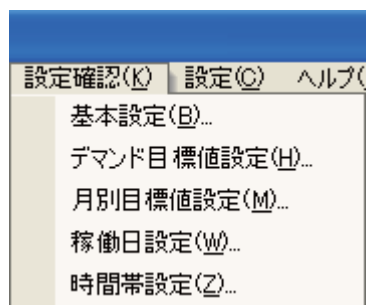 設定確認(K) 設定(C) ヘルプ(
基本設定(B)...
デマンド目標値設定(H)...
月別目標値設定(M)...
稼働日設定(W)...
時間帯設定(Z)...